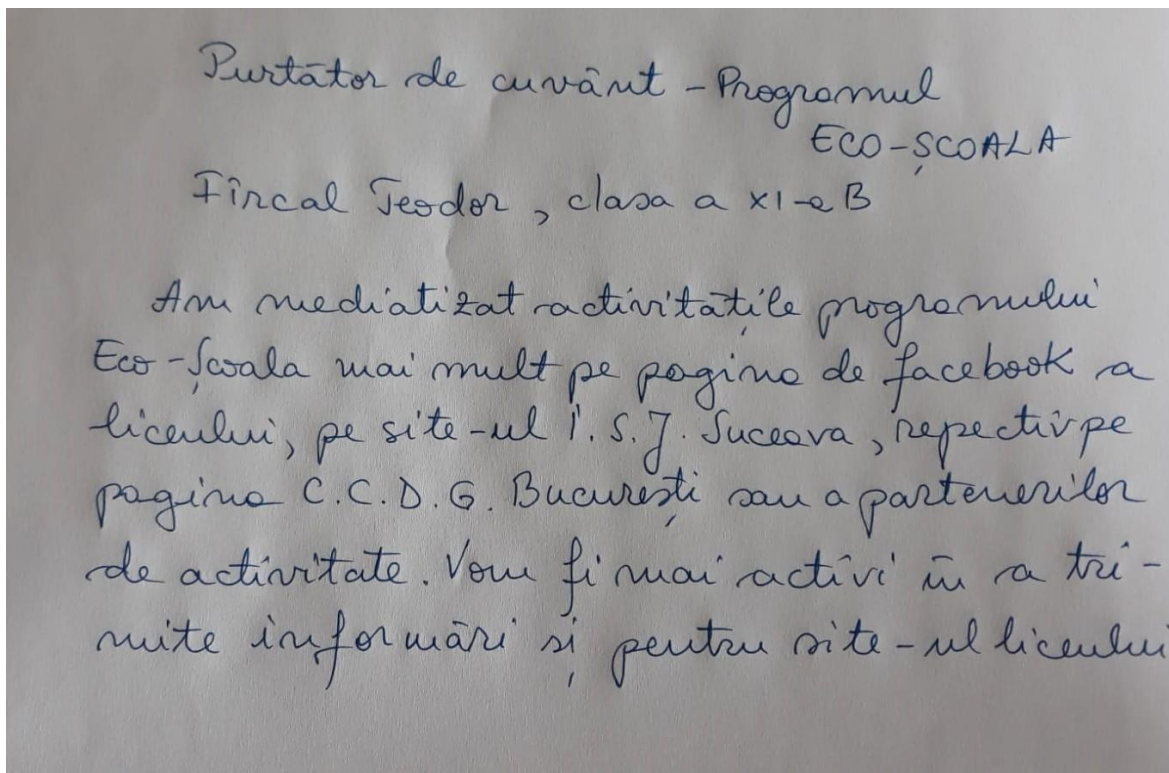 Purtător de cuvânt - Programul
ECO-ȘCOALA
Fîrcal Teodor, clasa a XI-a B
Am mediatizat activitățile programului
Eco-Școala mai mult pe pagina de facebook a
liceului, pe site-ul I.S.J. Suceava, repectiv pe
pagina C.C.D.G. București sau a partenerilor
de activitate. Vom fi mai activi în a tri-
mite informări și pentru site-ul liceului